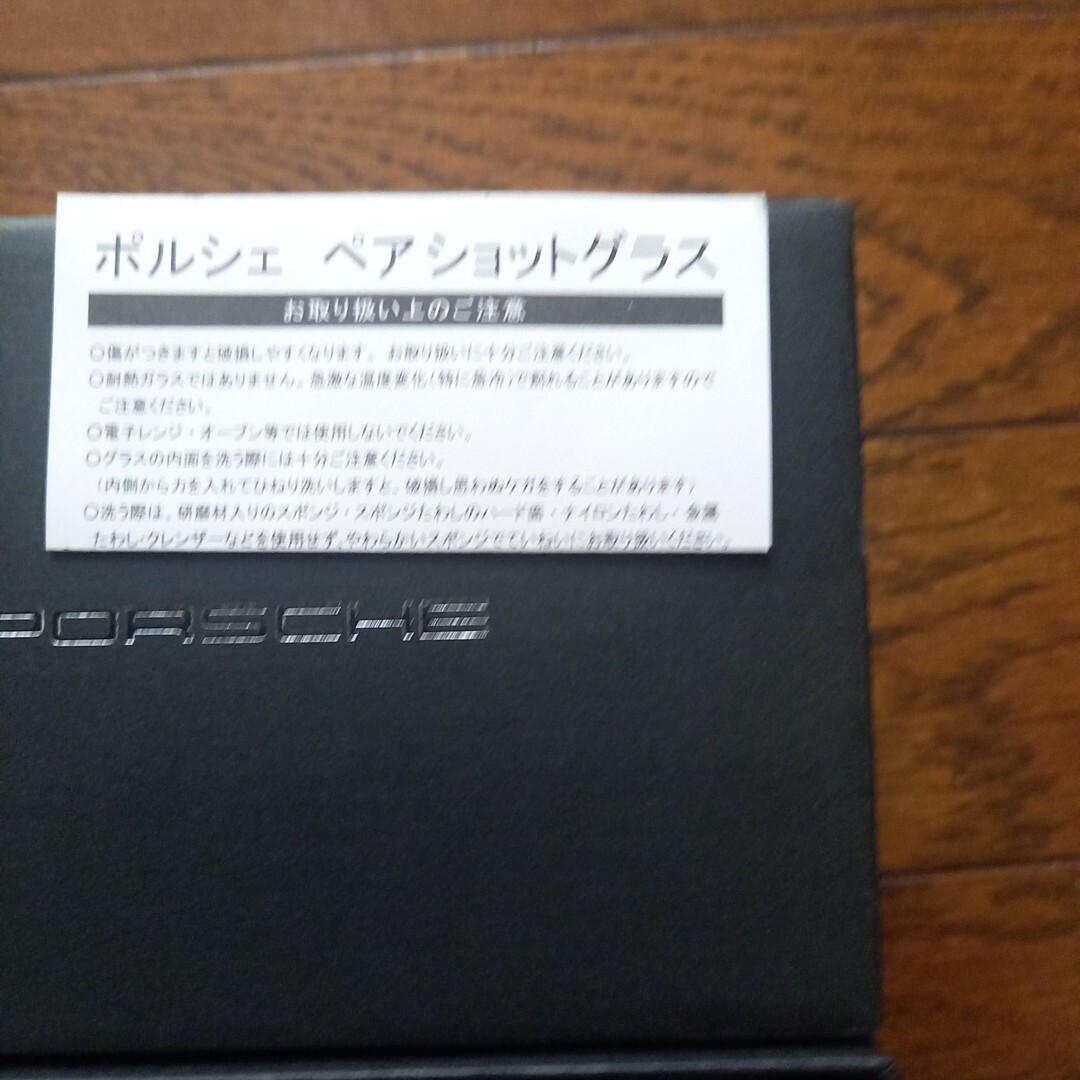 ポルシェ ペアショットグラス
お取り扱い上のご注意
○傷がつきますと破損しやすくなります。お取り扱いに十分ご注意ください。
○耐熱ガラスではありません。急激な温度変化(特に急冷)で割れることがありますので
ご注意ください。
○電子レンジ・オーブン等では使用しないでください。
○グラスの内面を洗う際には十分ご注意ください。
(内側から力を入れてひねり洗いしますと、破損し思わぬケガをすることがあります)
○洗う際は、研磨材入りのスポンジ・スポンジたわしのハード面・ナイロンたわし・金属
たわし・クレンザーなどを使用せず、やわらかいスポンジでていねいにお取り扱いください。
PORSCHE